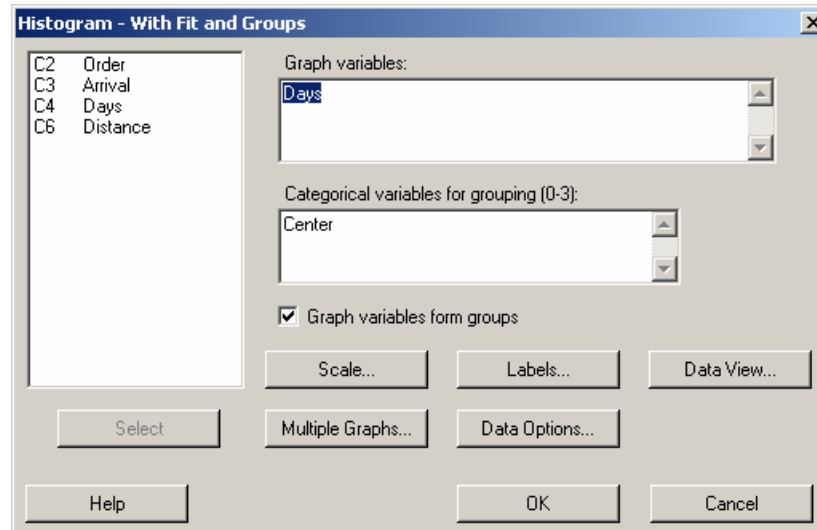 Histogram - With Fit and Groups
C2 Order
C3 Arrival
C4 Days
C6 Distance
Graph variables:
Days
Categorical variables for grouping (0-3):
Center
Graph variables form groups
Scale...
Labels...
Data View...
Select
Multiple Graphs...
Data Options...
Help
OK
Cancel